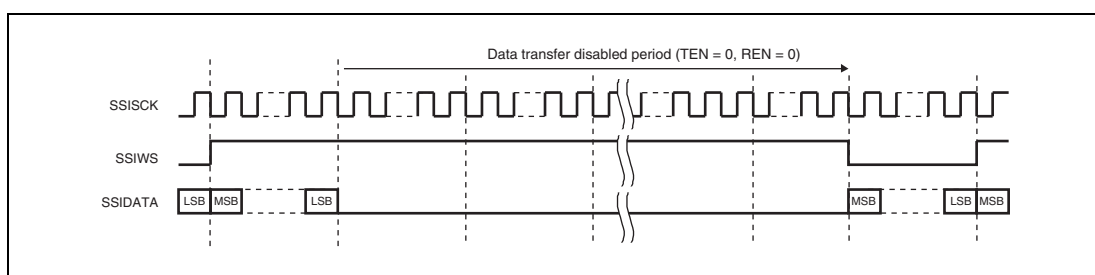 Data transfer disabled period (TEN = 0, REN = 0)
SSISCK
SSIWS
SSIDATA LSB MSB LSB MSB LSB MSB